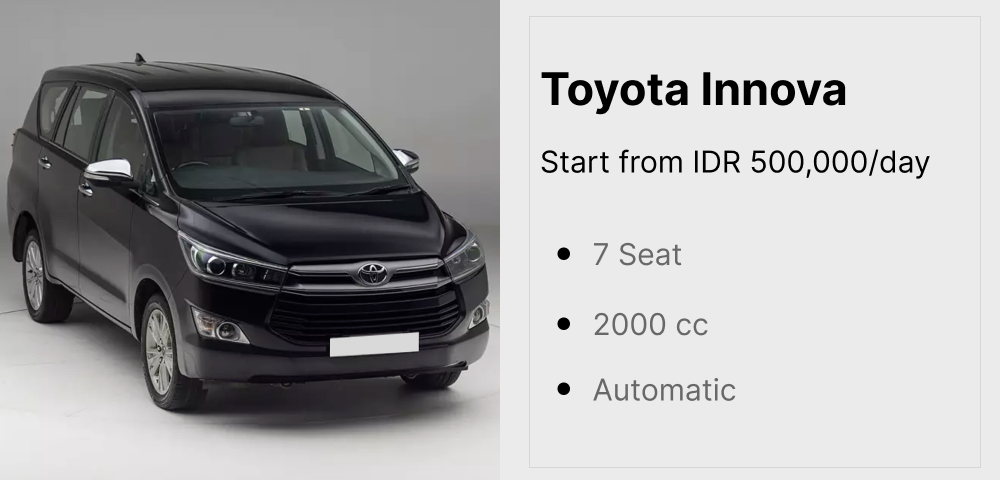 Toyota Innova
Start from IDR 500,000/day
7 Seat
2000 cc
Automatic